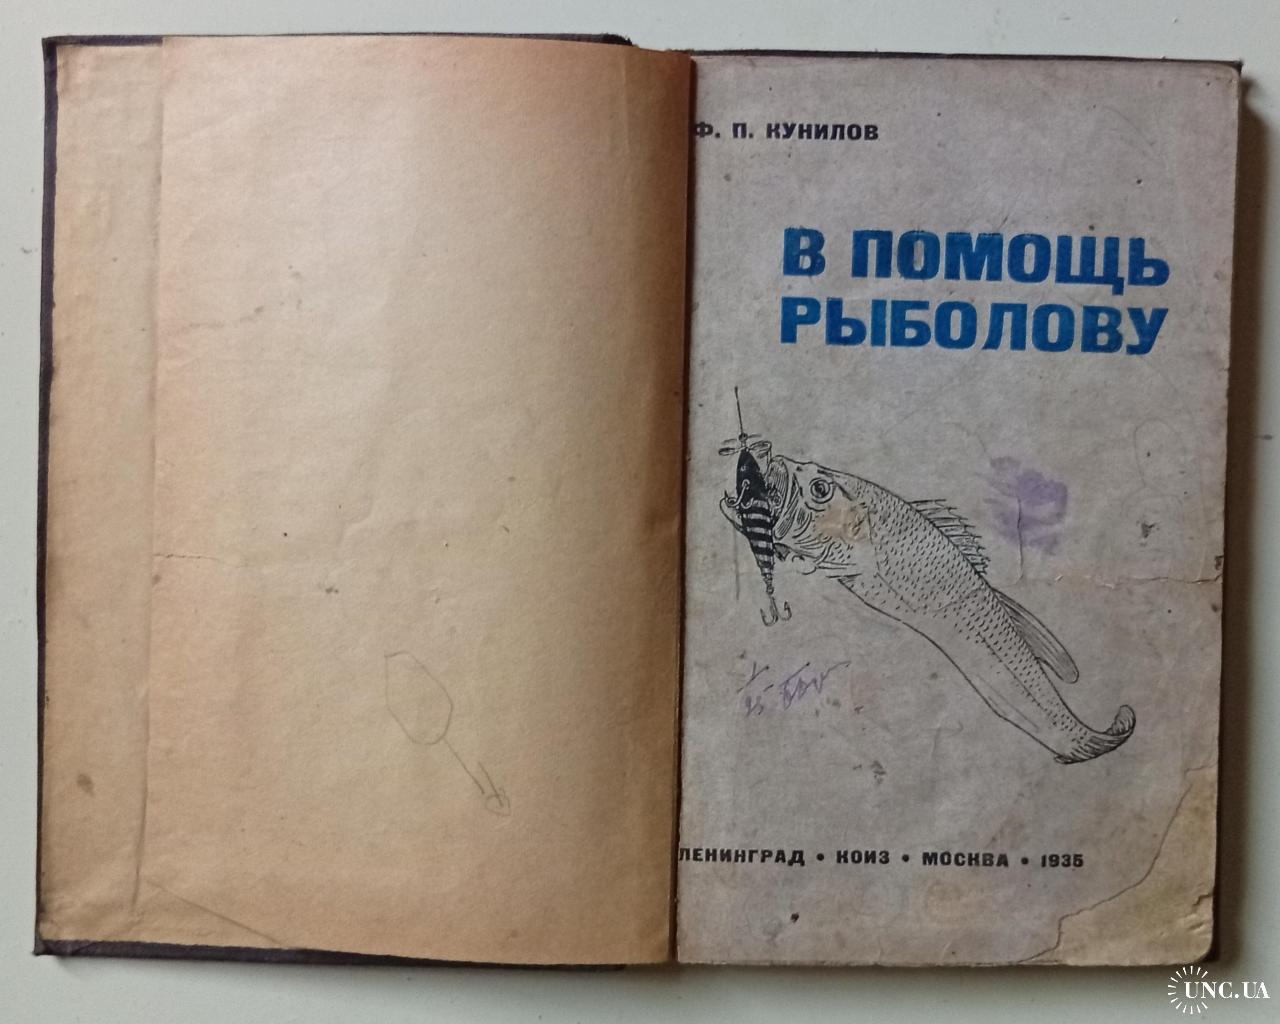 Ф. П. КУНИЛОВ
В ПОМОЩЬ
РЫБОЛОВУ
ЛЕНИНГРАД • КОИЗ • МОСКВА • 1935
UNC.UA